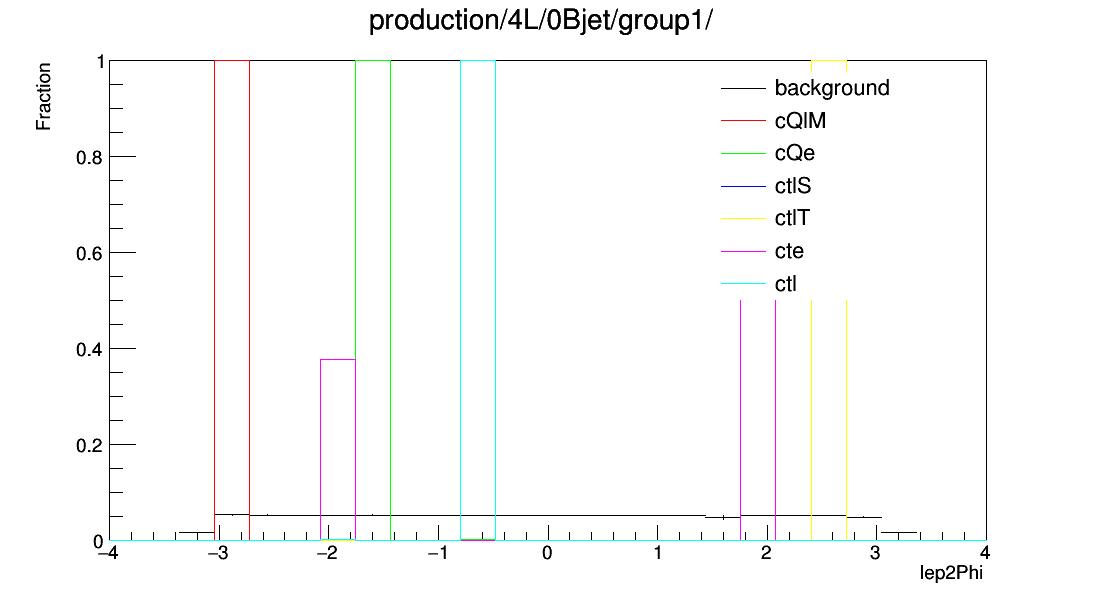 production/4L/0Bjet/group1/
Fraction
1
0.8
0.6
0.4
0.2
0
background
cQlM
cQe
ctlS
ctlT
cte
ctl
−4 −3 −2 −1 0 1 2 3 4
lep2Phi